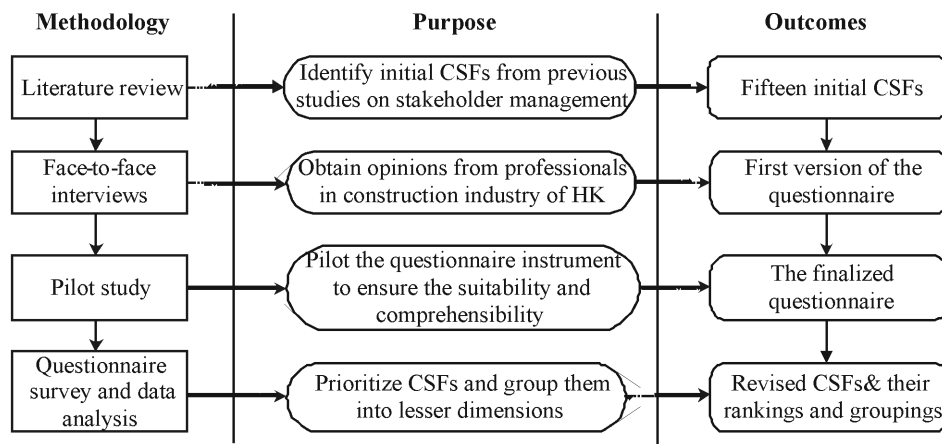 Methodology
Purpose
Outcomes
Literature review
Identify initial CSFs from previous
studies on stakeholder management
Fifteen initial CSFs
Face-to-face
interviews
Obtain opinions from professionals
in construction industry of HK
First version of the
questionnaire
Pilot study
Pilot the questionnaire instrument
to ensure the suitability and
comprehensibility
The finalized
questionnaire
Questionnaire
survey and data
analysis
Prioritize CSFs and group them
into lesser dimensions
Revised CSFs& their
rankings and groupings